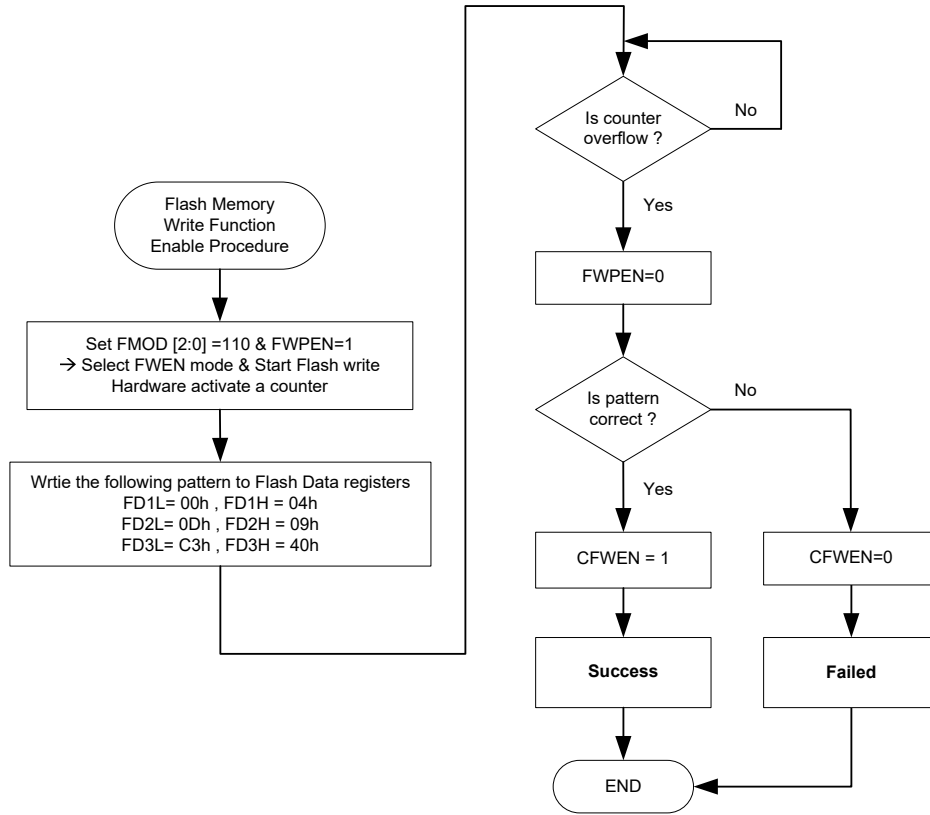 Flash Memory
Write Function
Enable Procedure
Set FMOD [2:0] =110 & FWPEN=1
→ Select FWEN mode & Start Flash write
Hardware activate a counter
Wrtie the following pattern to Flash Data registers
FD1L= 00h , FD1H = 04h
FD2L= 0Dh , FD2H = 09h
FD3L= C3h , FD3H = 40h
Is counter
overflow ?
No
Yes
FWPEN=0
Is pattern
correct ?
No
Yes
CFWEN = 1
CFWEN=0
Success
Failed
END